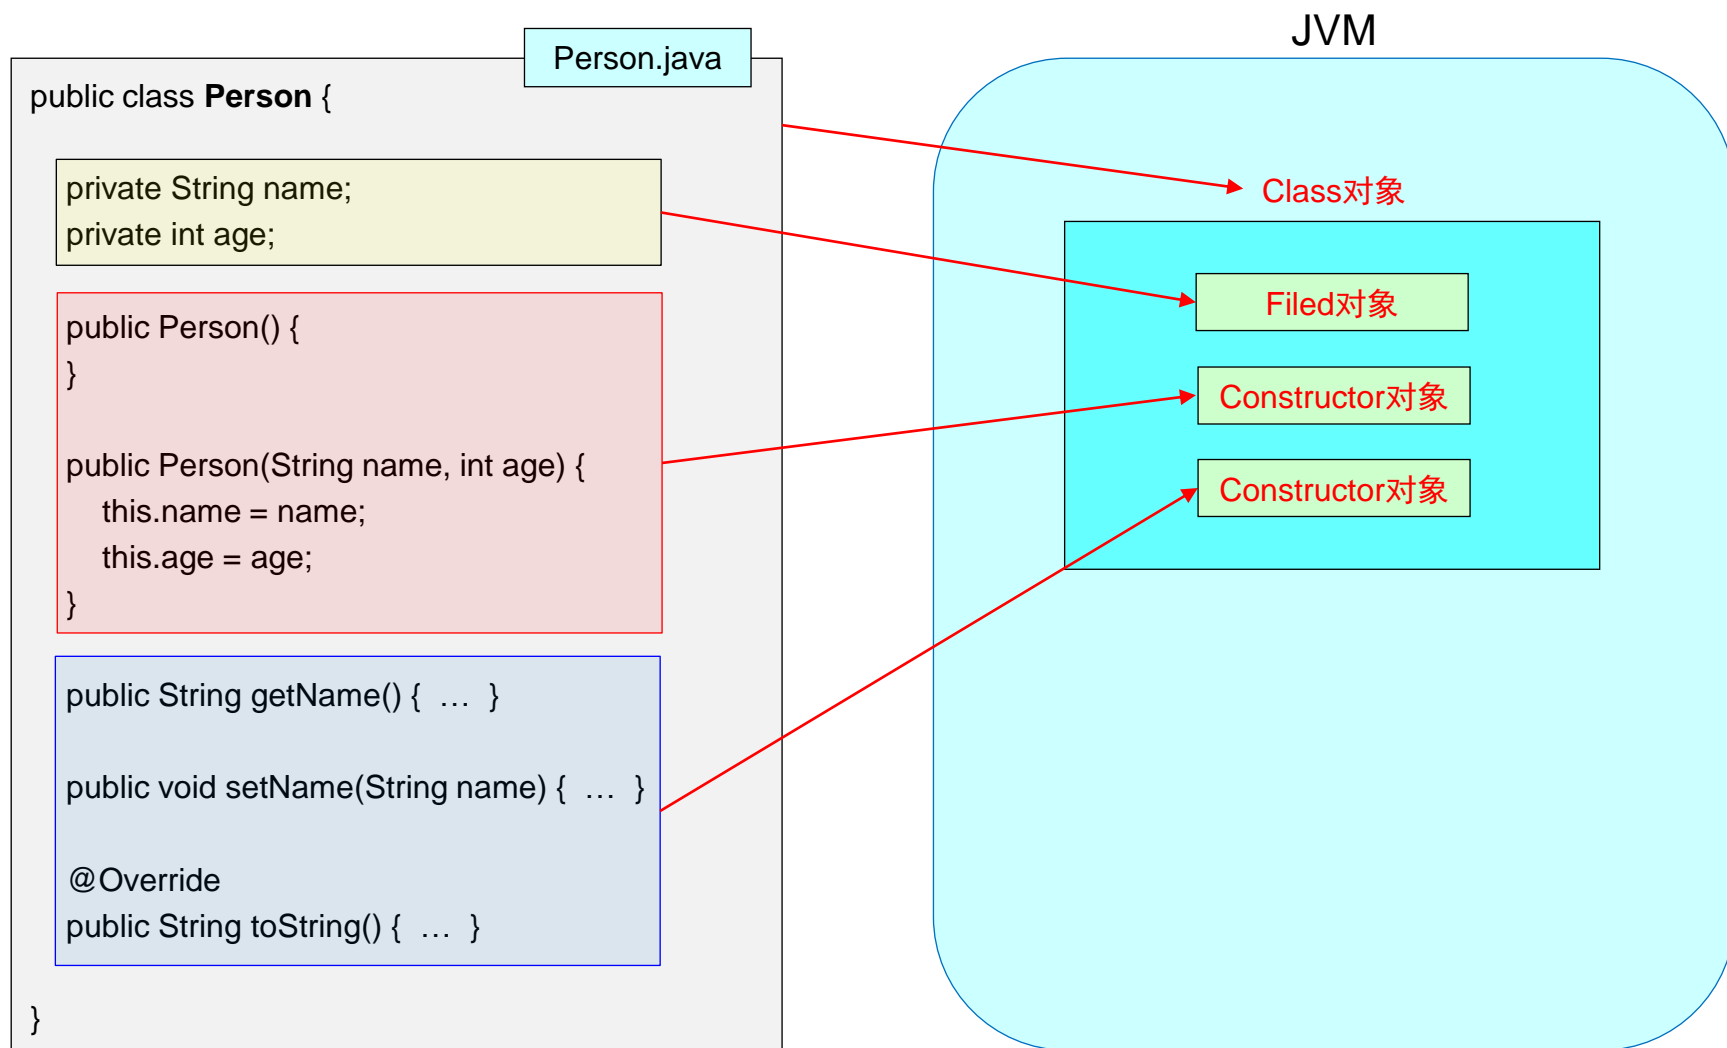 JVM
Person.java
public class Person {
private String name;
private int age;
public Person() {
}
public Person(String name, int age) {
this.name = name;
this.age = age;
}
public String getName() { … }
public void setName(String name) { … }
@Override
public String toString() { … }
}
Class对象
Filed对象
Constructor对象
Constructor对象